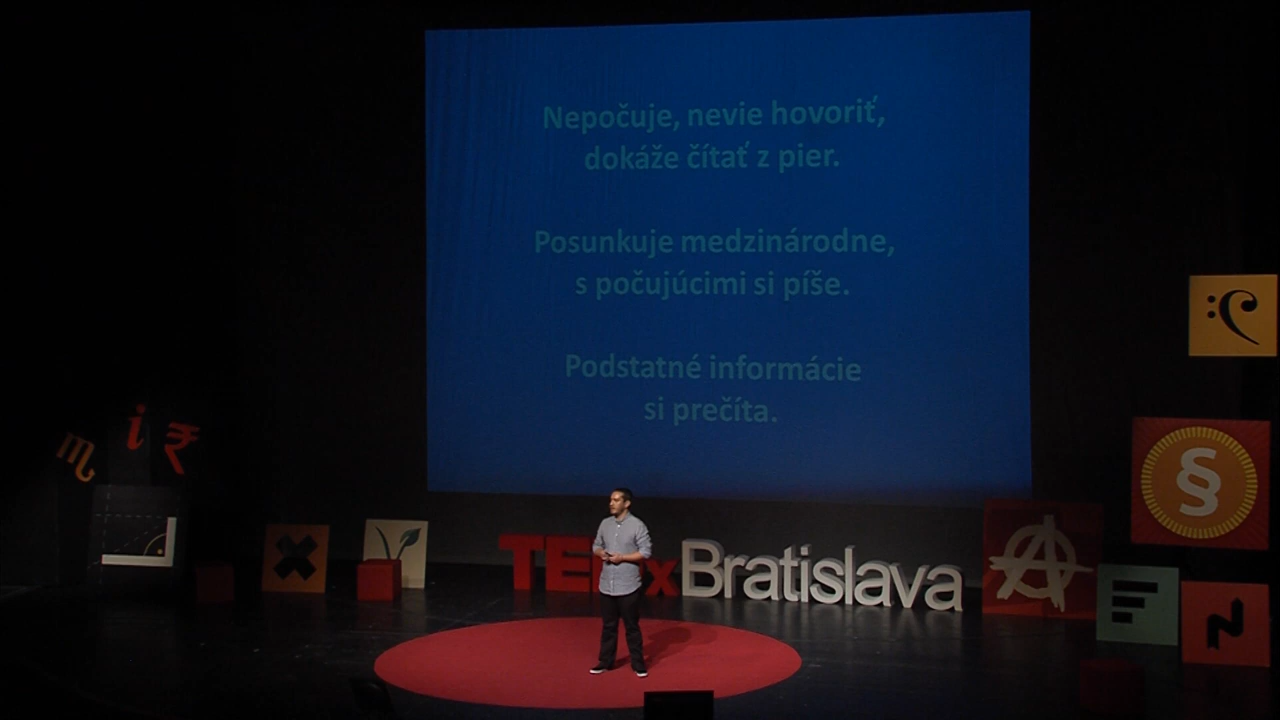 Nepočuje, nevie hovoriť,
dokáže čítať z pier.
Posunkuje medzinárodne,
s počujúcimi si píše.
Podstatné informácie
si prečíta.
TEDxBratislava